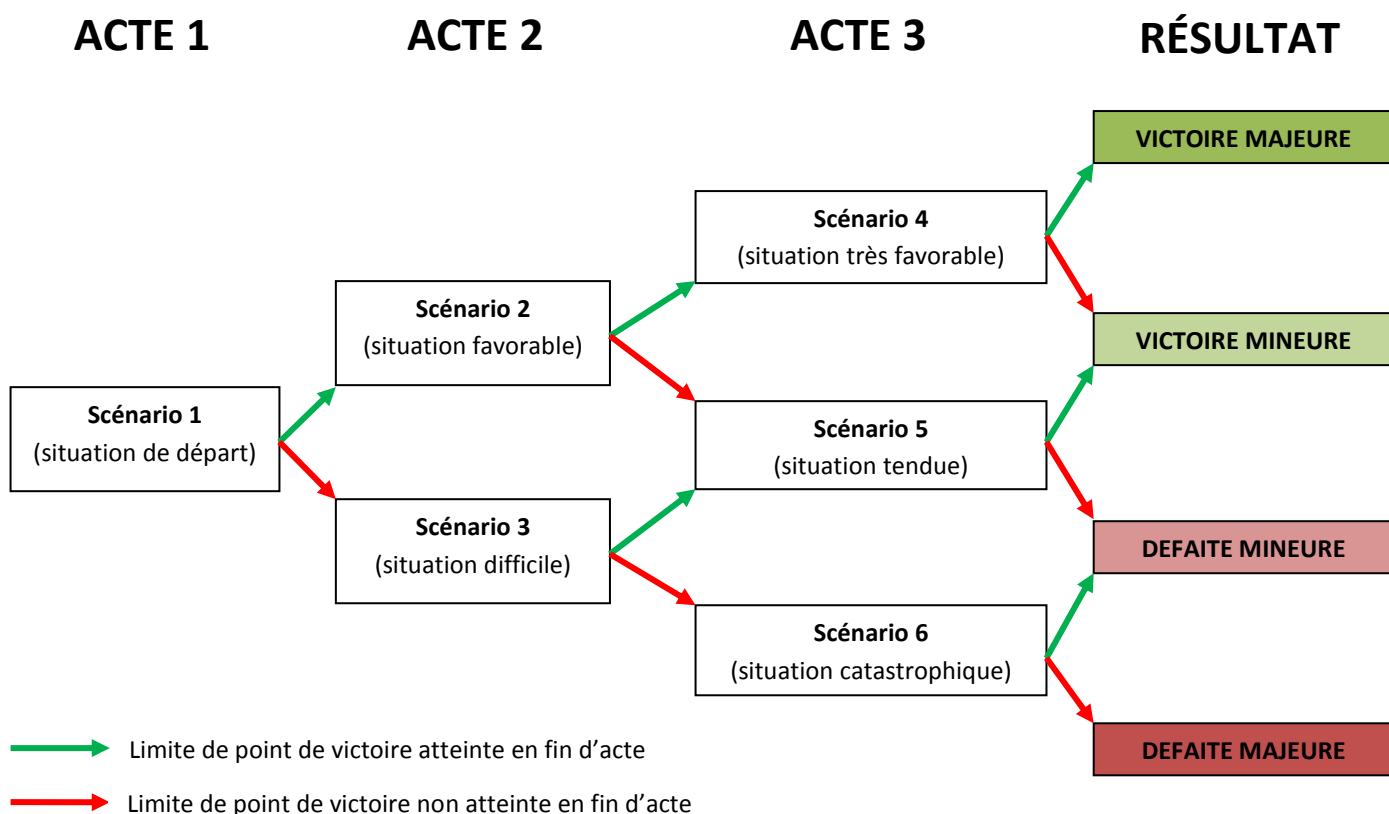 ACTE 1
ACTE 2
ACTE 3
RÉSULTAT
VICTOIRE MAJEURE
Scénario 4
(situation très favorable)
Scénario 2
(situation favorable)
VICTOIRE MINEURE
Scénario 1
(situation de départ)
Scénario 5
(situation tendue)
Scénario 3
(situation difficile)
DEFAITE MINEURE
Scénario 6
(situation catastrophique)
DEFAITE MAJEURE
Limite de point de victoire atteinte en fin d’acte
Limite de point de victoire non atteinte en fin d’acte